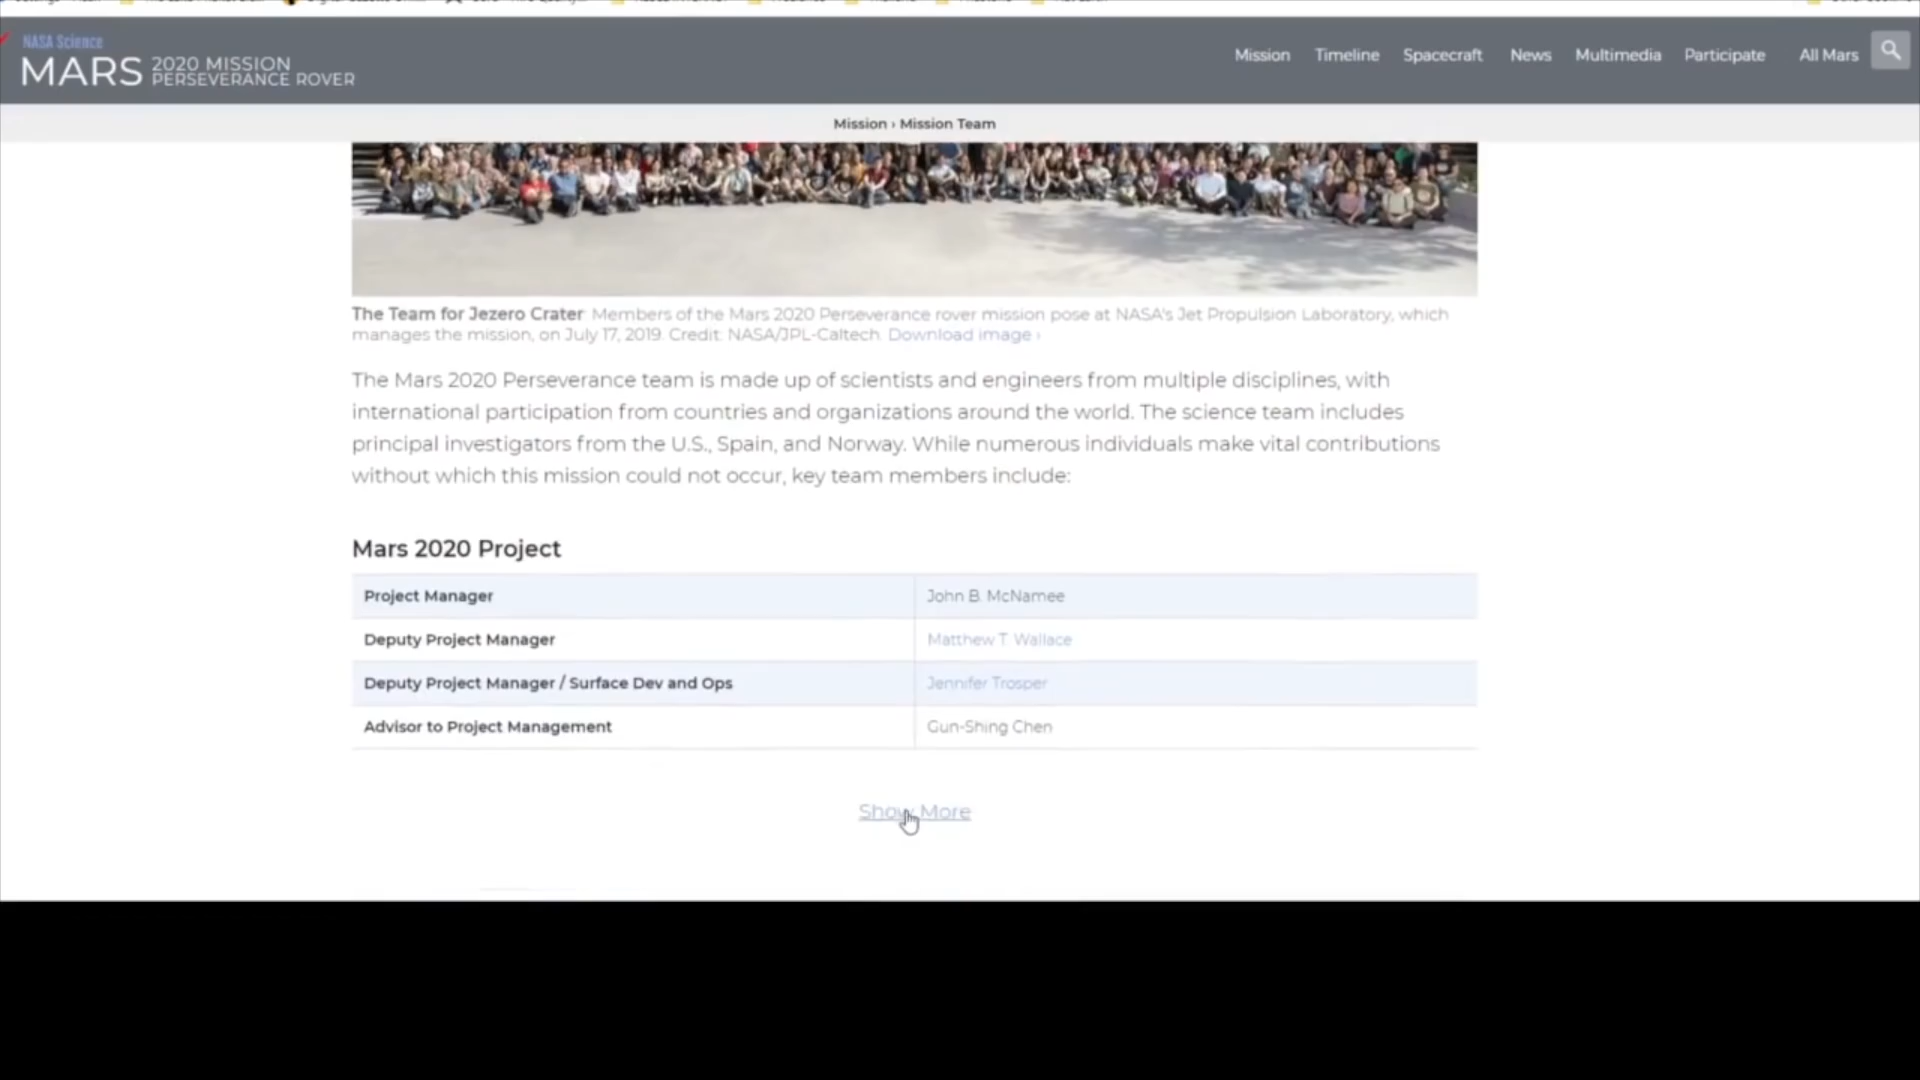 NASA Science
MARS 2020 MISSION
PERSEVERANCE ROVER
Mission Timeline Spacecraft News Multimedia Participate All Mars
Mission › Mission Team
The Team for Jezero Crater: Members of the Mars 2020 Perseverance rover mission pose at NASA's Jet Propulsion Laboratory, which
manages the mission, on July 17, 2019. Credit: NASA/JPL-Caltech. Download image ›
The Mars 2020 Perseverance team is made up of scientists and engineers from multiple disciplines, with
international participation from countries and organizations around the world. The science team includes
principal investigators from the U.S., Spain, and Norway. While numerous individuals make vital contributions
without which this mission could not occur, key team members include:
Mars 2020 Project
Project Manager John B. McNamee
Deputy Project Manager Matthew T. Wallace
Deputy Project Manager / Surface Dev and Ops Jennifer Trosper
Advisor to Project Management Gun-Shing Chen
Show More